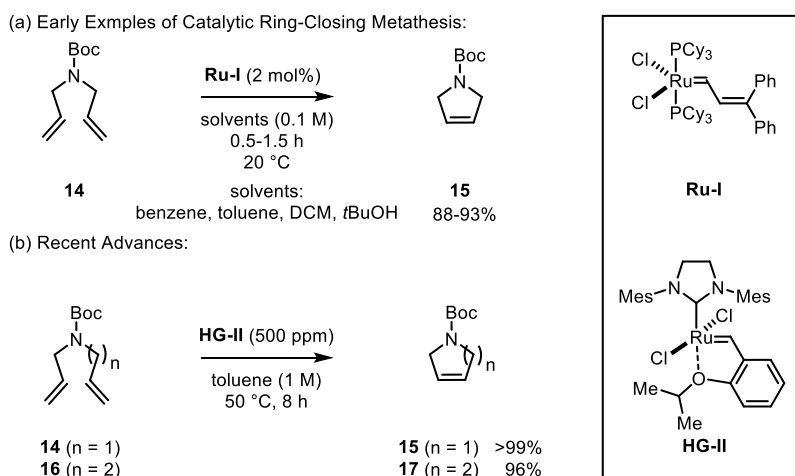 (a) Early Exmples of Catalytic Ring-Closing Metathesis:
Boc
N
14
Ru-I (2 mol%)
solvents (0.1 M)
0.5-1.5 h
20 °C
solvents:
benzene, toluene, DCM, tBuOH
Boc
N
15
88-93%
(b) Recent Advances:
Boc
N
( )n
14 (n = 1)
16 (n = 2)
HG-II (500 ppm)
toluene (1 M)
50 °C, 8 h
Boc
N
( )n
15 (n = 1) >99%
17 (n = 2) 96%
PCy3
Cl
Ru
Ph
Cl
PCy3
Ph
Ru-I
N N
Mes Mes
Cl
Ru
Cl
O
Me
Me
HG-II